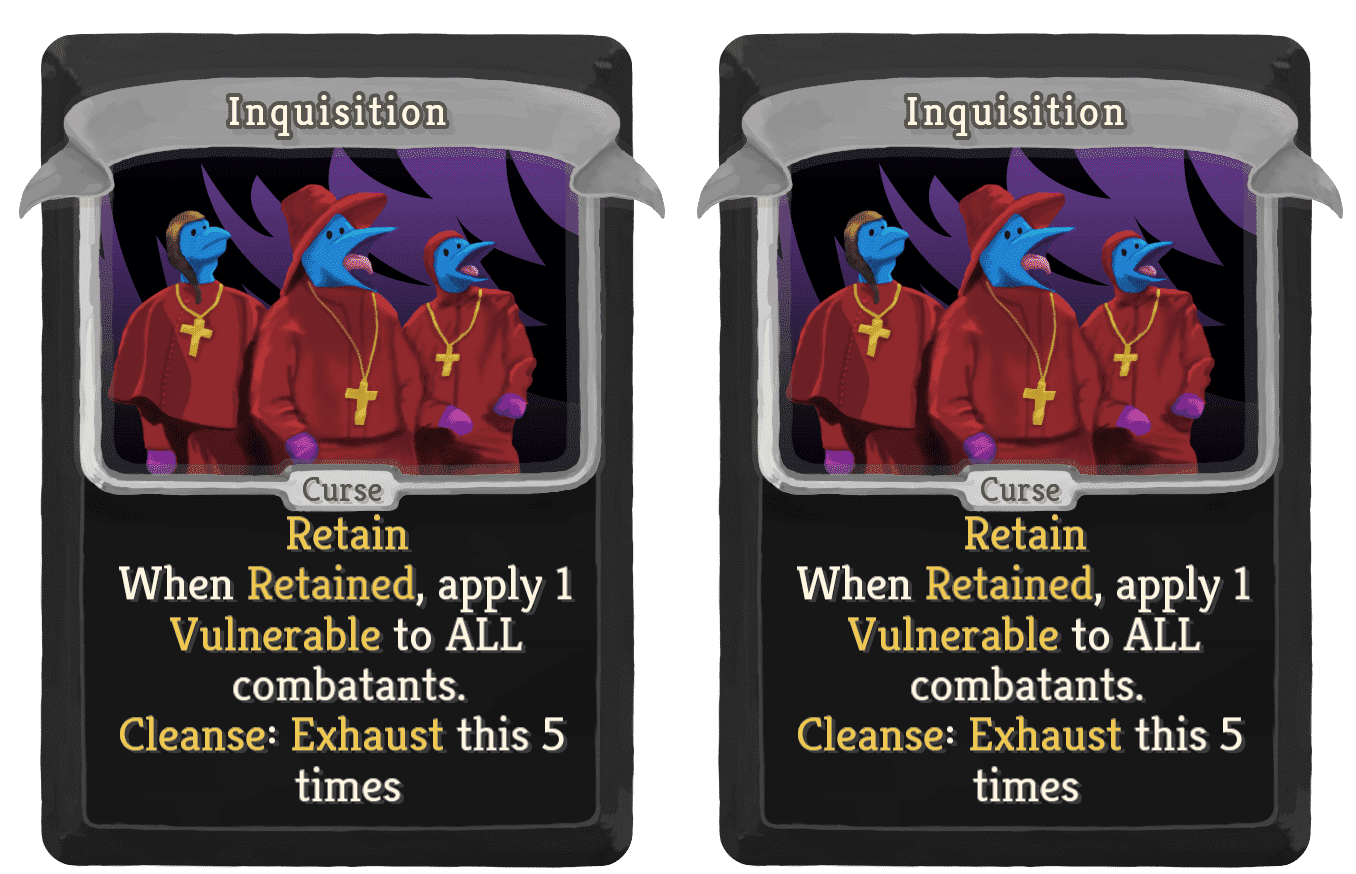 Inquisition
Curse
Retain
When Retained, apply 1
Vulnerable to ALL
combatants.
Cleanse: Exhaust this 5
times
Inquisition
Curse
Retain
When Retained, apply 1
Vulnerable to ALL
combatants.
Cleanse: Exhaust this 5
times